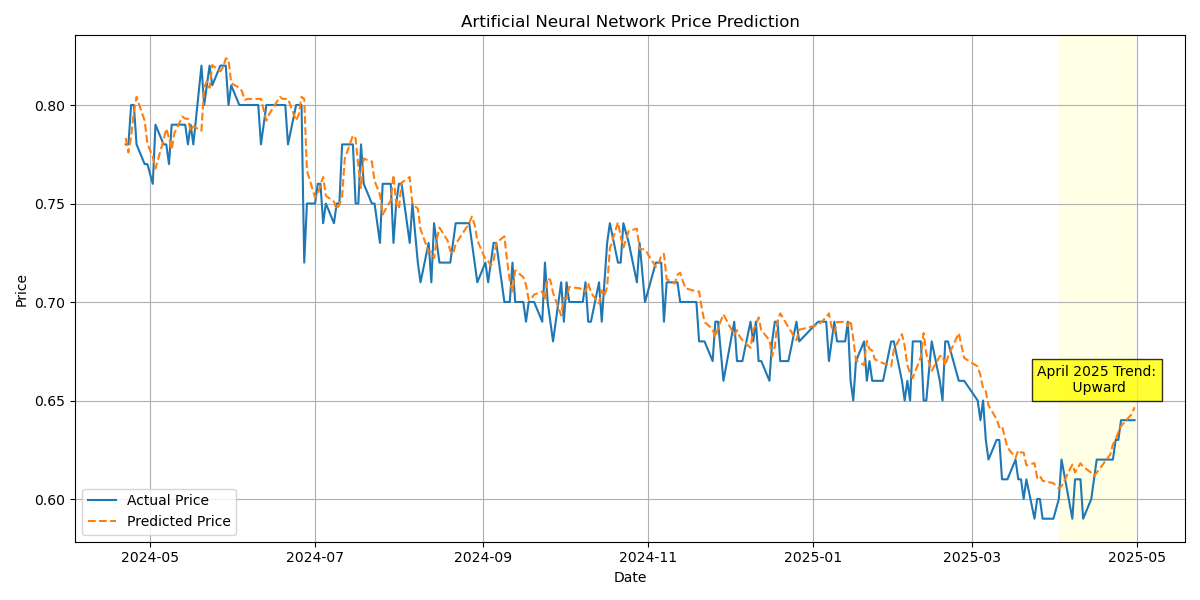 Artificial Neural Network Price Prediction
Price
0.80
0.75
0.70
0.65
0.60
April 2025 Trend:
Upward
Actual Price
Predicted Price
2024-05
2024-07
2024-09
2024-11
2025-01
2025-03
2025-05
Date